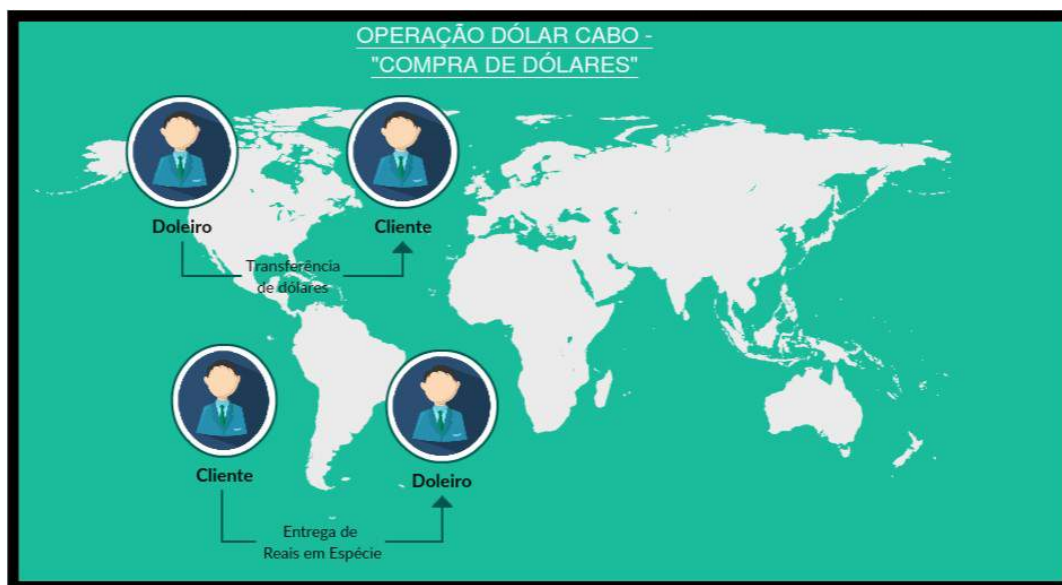 OPERAÇÃO DÓLAR CABO -
"COMPRA DE DÓLARES"
Doleiro
Cliente
Transferência
de dólares
Cliente
Doleiro
Entrega de
Reais em Espécie